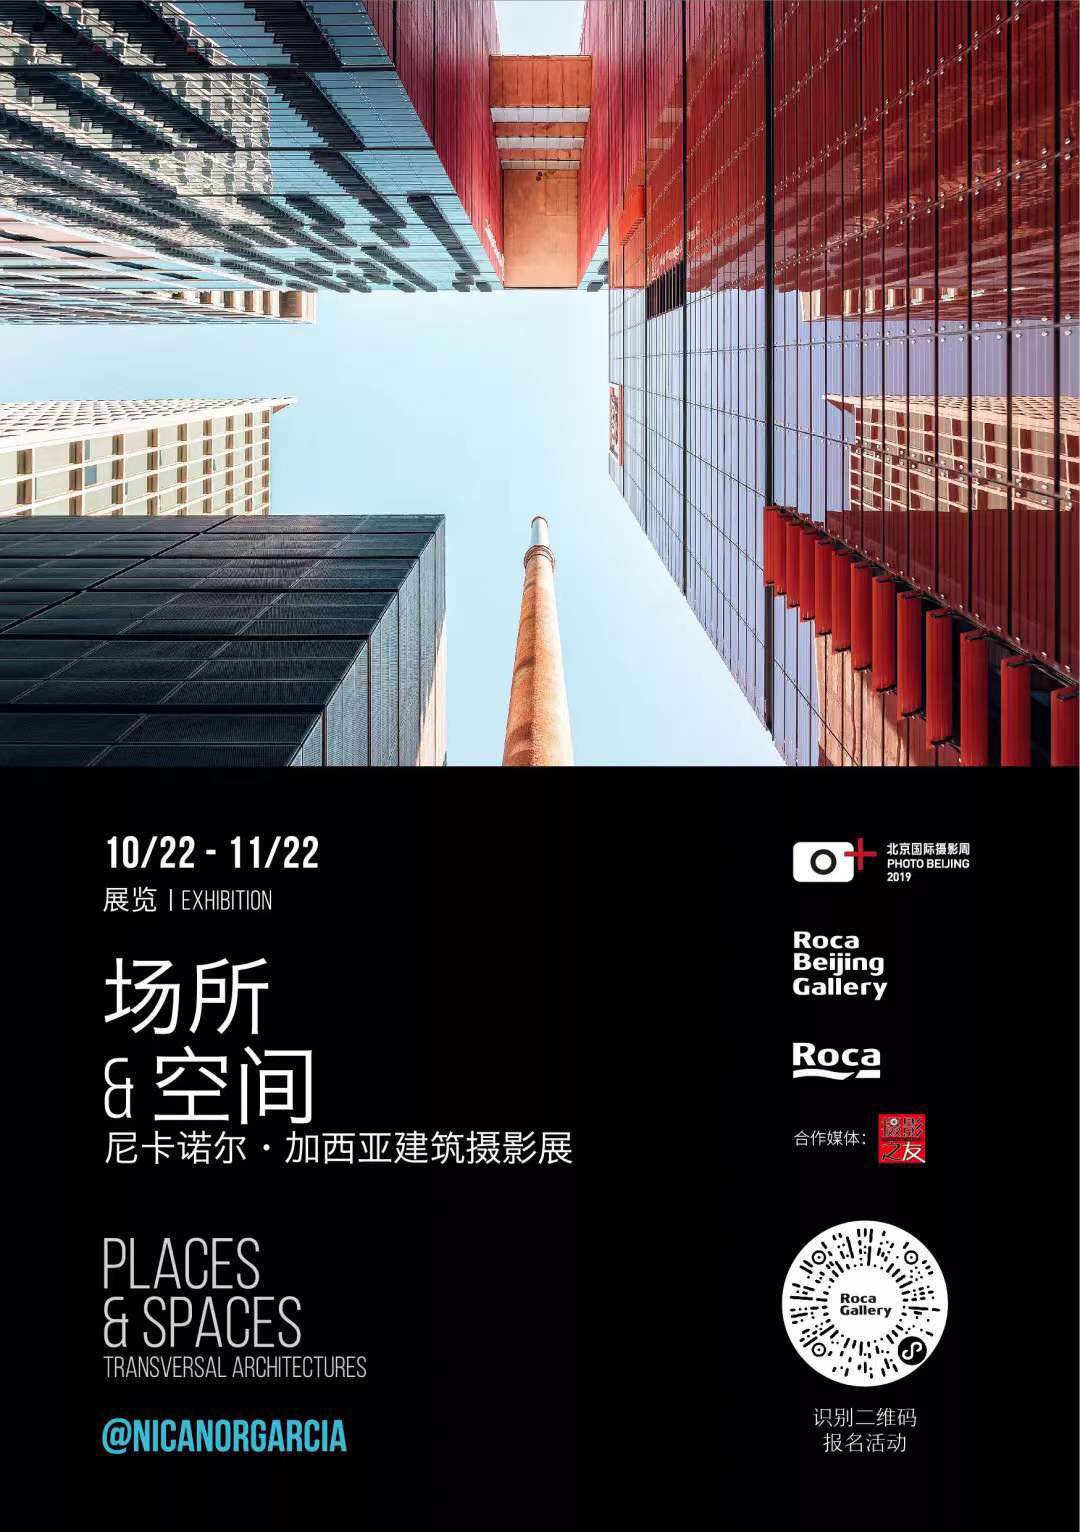 10/22 - 11/22
展览 | EXHIBITION
场所
& 空间
尼卡诺尔·加西亚建筑摄影展
PLACES
& SPACES
TRANSVERSAL ARCHITECTURES
@NICANORGARCIA
北京国际摄影周
PHOTO BEIJING
2019
Roca
Beijing
Gallery
Roca
合作媒体：
摄影
之友
Roca
Gallery
识别二维码
报名活动